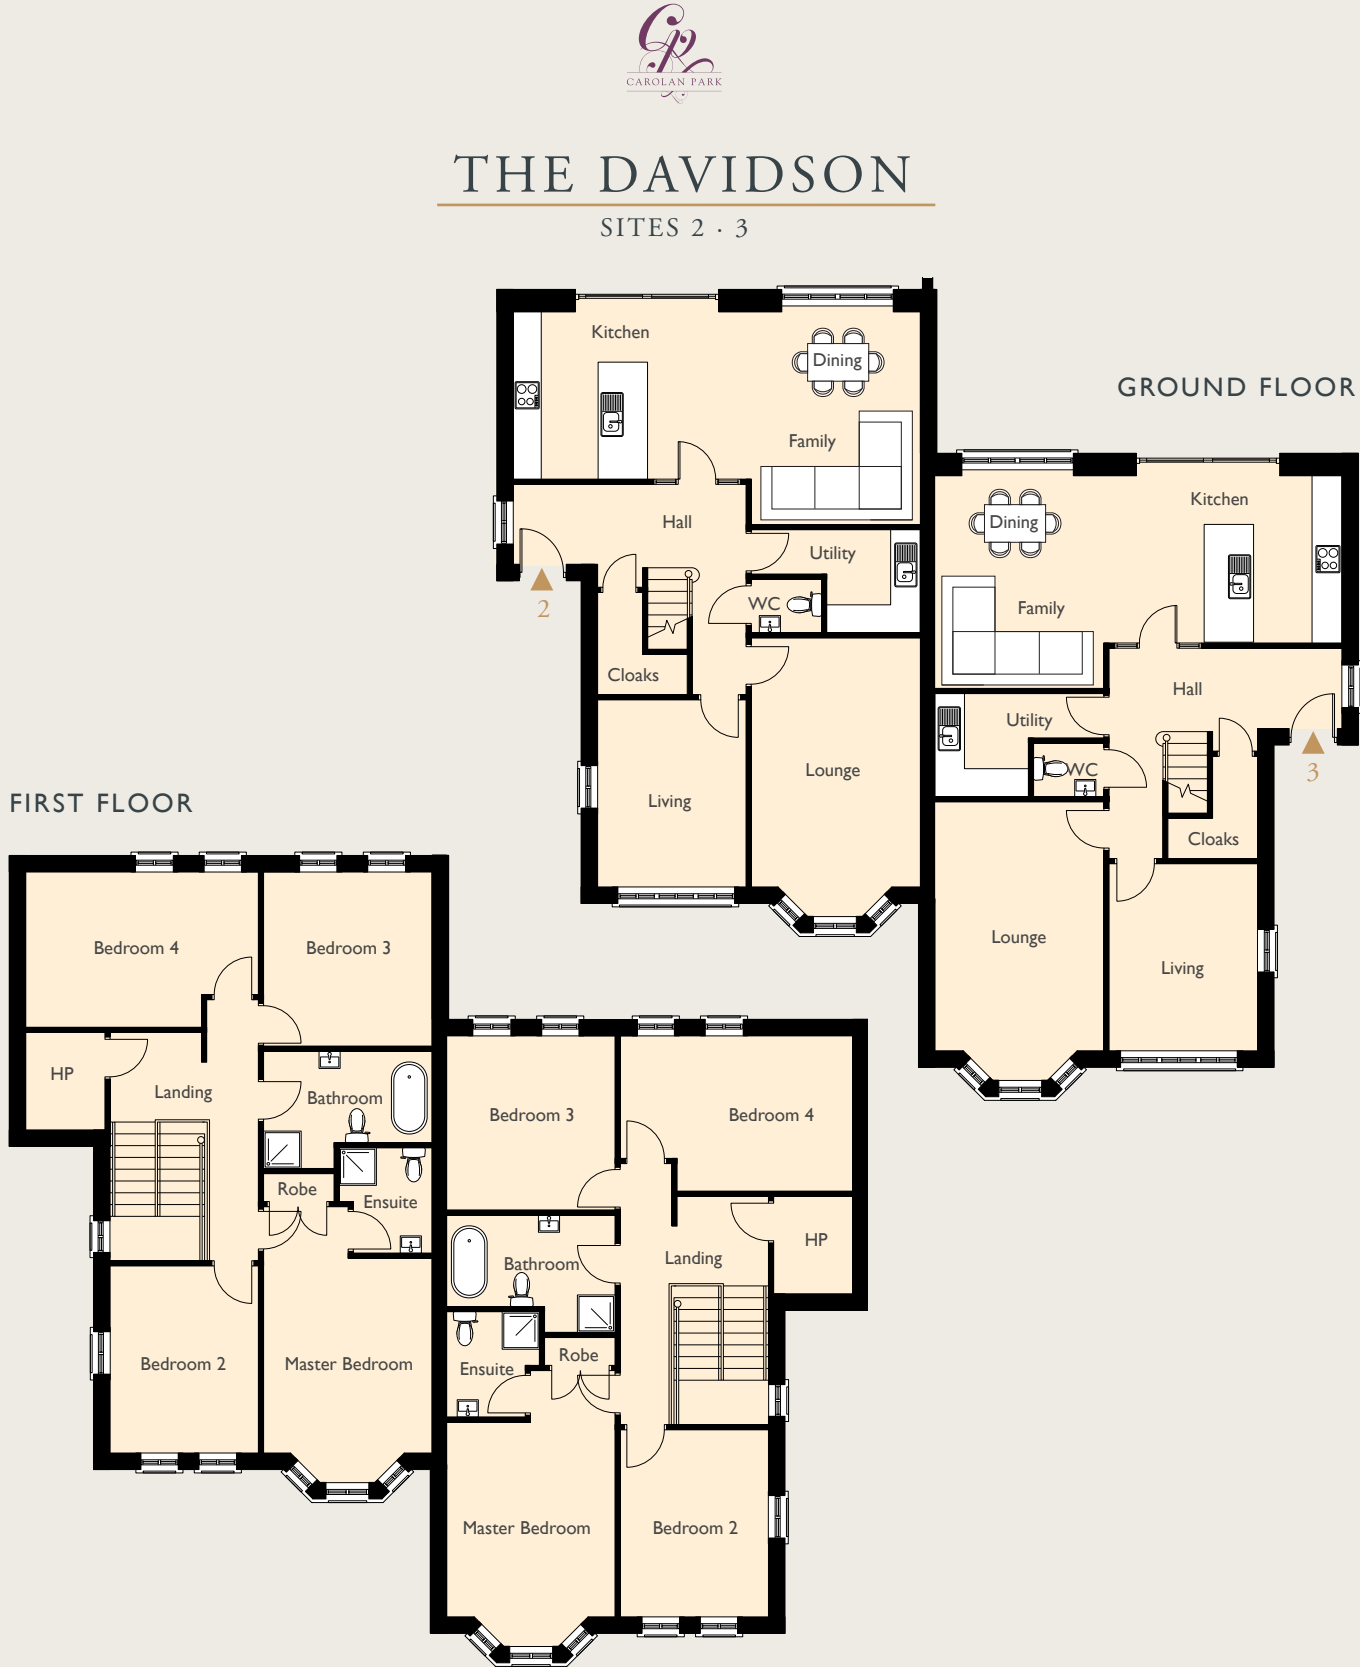 CR
CAROLAN PARK
THE DAVIDSON
SITES 2 · 3
GROUND FLOOR
Kitchen
Dining
Family
Hall
Utility
WC
2
Cloaks
Lounge
Living
Kitchen
Dining
Family
Hall
Utility
WC
3
Cloaks
Lounge
Living
FIRST FLOOR
Bedroom 4
Bedroom 3
HP
Landing
Bathroom
Robe
Ensuite
Bedroom 2
Master Bedroom
Bedroom 3
Bedroom 4
Landing
HP
Bathroom
Robe
Ensuite
Master Bedroom
Bedroom 2